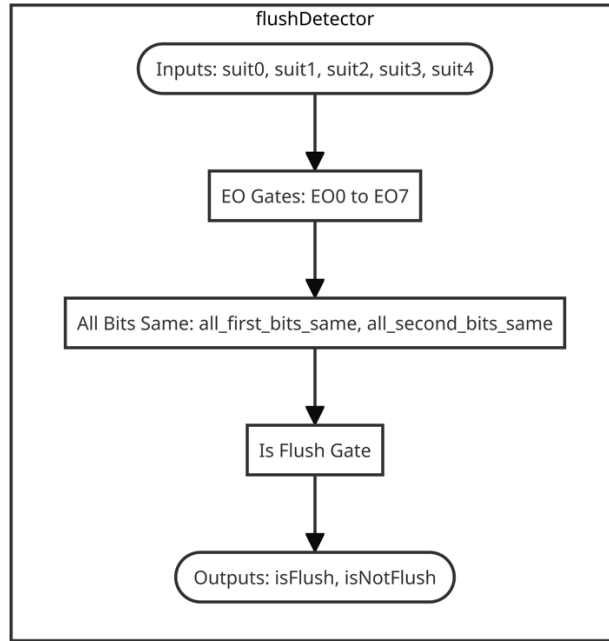 flushDetector
Inputs: suit0, suit1, suit2, suit3, suit4
EO Gates: EO0 to EO7
All Bits Same: all_first_bits_same, all_second_bits_same
Is Flush Gate
Outputs: isFlush, isNotFlush